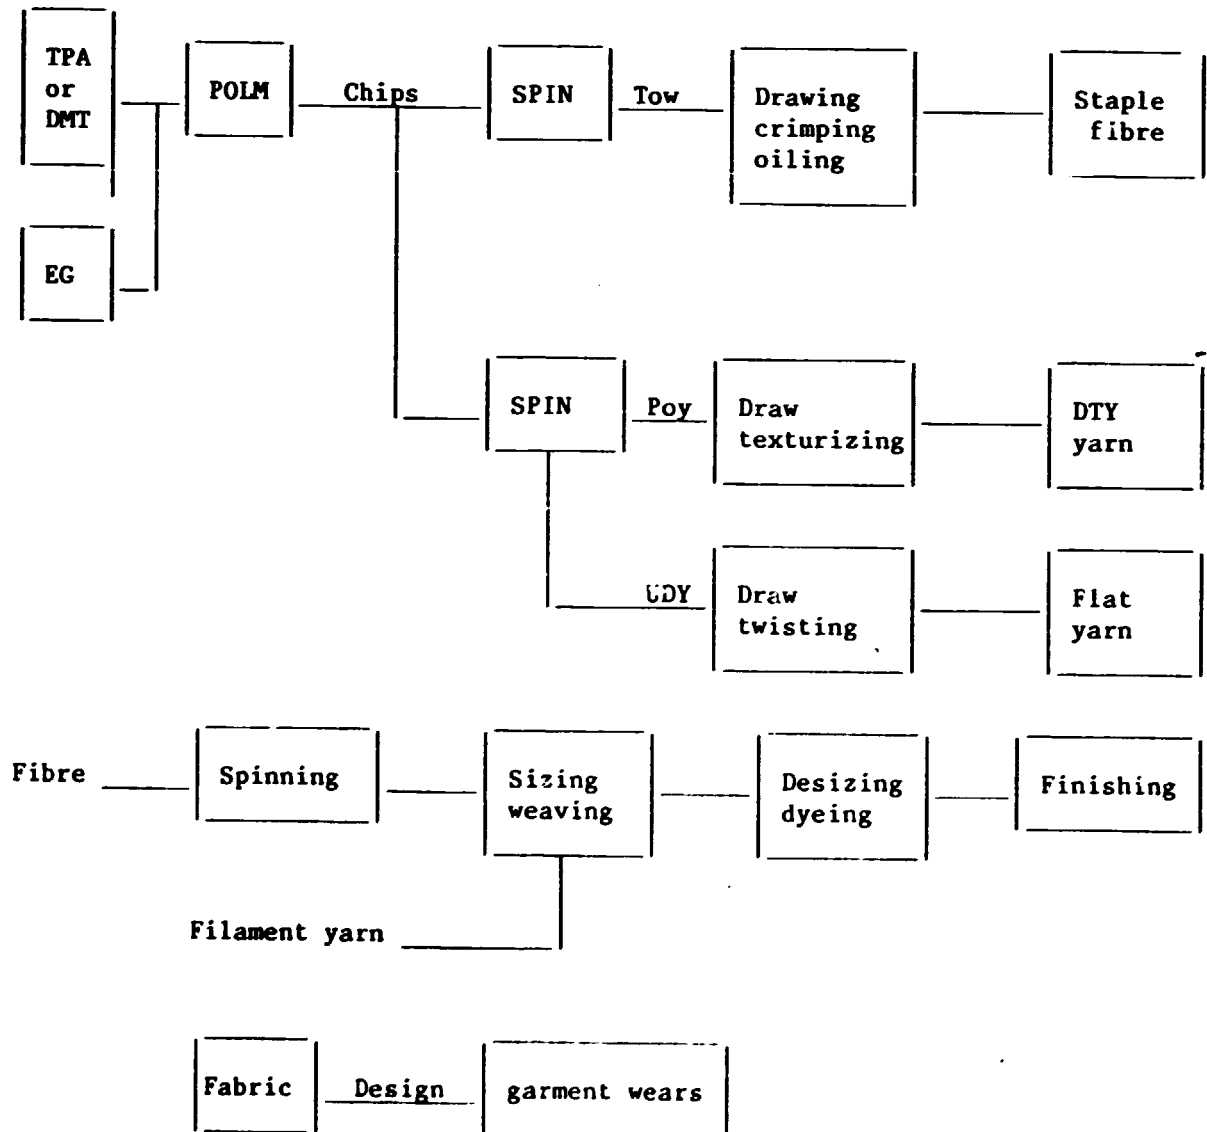 TPA
or
DMT
POLM
Chips
SPIN
Tow
Drawing
crimping
oiling
Staple
fibre
EG
SPIN
Poy
Draw
texturizing
DTY
yarn
UDY
Draw
twisting
Flat
yarn
Fibre
Spinning
Sizing
weaving
Desizing
dyeing
Finishing
Filament yarn
Fabric
Design
garment wears